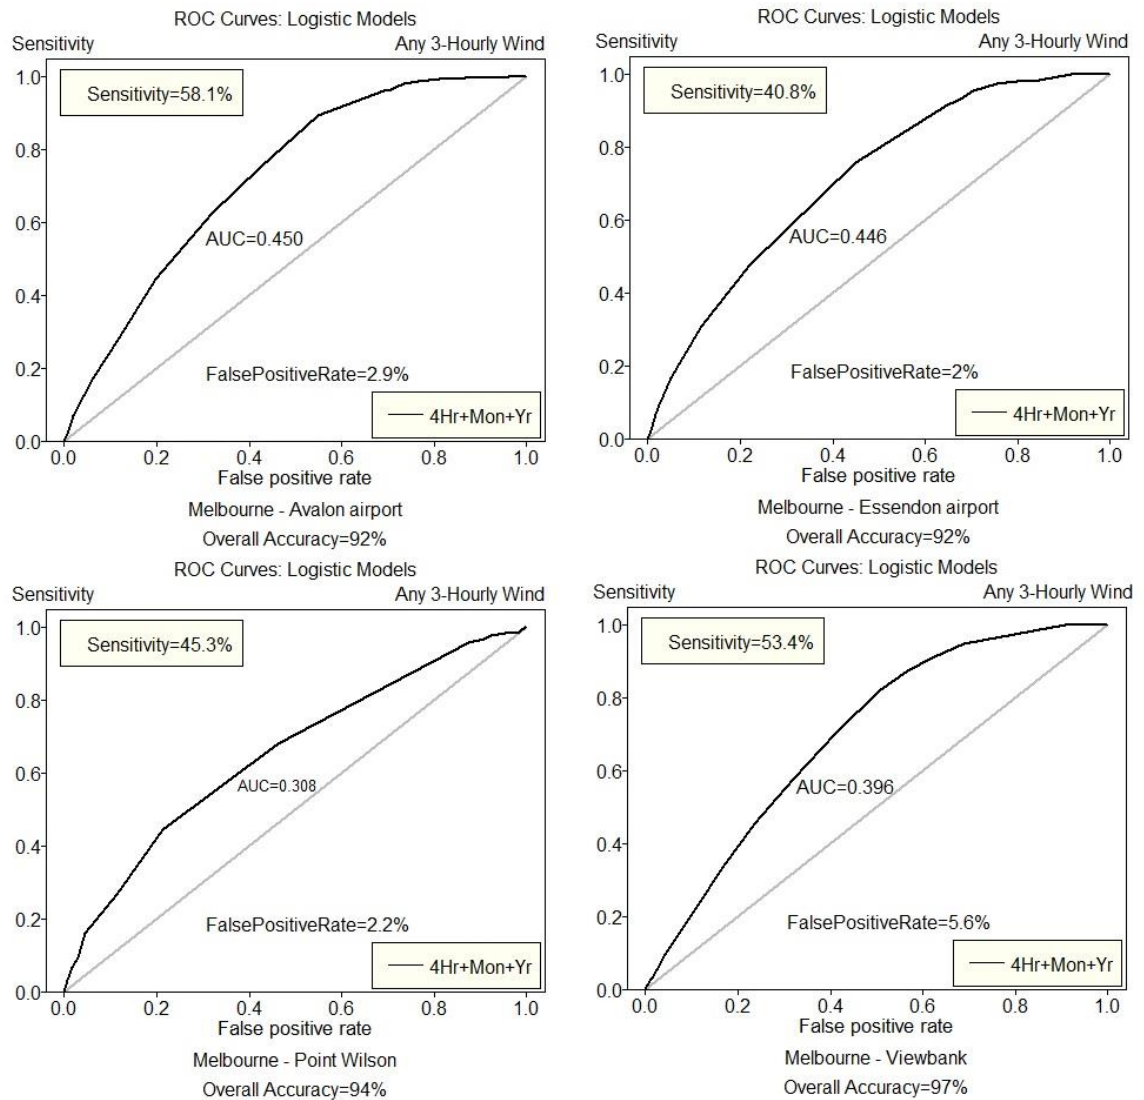 ROC Curves: Logistic Models
Sensitivity Any 3-Hourly Wind
Sensitivity=58.1%
1.0
0.8
0.6
AUC=0.450
0.4
0.2
FalsePositiveRate=2.9%
4Hr+Mon+Yr
0.0
0.0 0.2 0.4 0.6 0.8 1.0
False positive rate
Melbourne - Avalon airport
Overall Accuracy=92%
ROC Curves: Logistic Models
Sensitivity Any 3-Hourly Wind
1.0
Sensitivity=40.8%
0.8
0.6
AUC=0.446
0.4
0.2
FalsePositiveRate=2%
4Hr+Mon+Yr
0.0
0.0 0.2 0.4 0.6 0.8 1.0
False positive rate
Melbourne - Essendon airport
Overall Accuracy=92%
ROC Curves: Logistic Models
Sensitivity Any 3-Hourly Wind
1.0
Sensitivity=45.3%
0.8
0.6
AUC=0.308
0.4
0.2
FalsePositiveRate=2.2%
4Hr+Mon+Yr
0.0
0.0 0.2 0.4 0.6 0.8 1.0
False positive rate
Melbourne - Point Wilson
Overall Accuracy=94%
ROC Curves: Logistic Models
Sensitivity Any 3-Hourly Wind
1.0
Sensitivity=53.4%
0.8
0.6
AUC=0.396
0.4
0.2
FalsePositiveRate=5.6%
4Hr+Mon+Yr
0.0
0.0 0.2 0.4 0.6 0.8 1.0
False positive rate
Melbourne - Viewbank
Overall Accuracy=97%